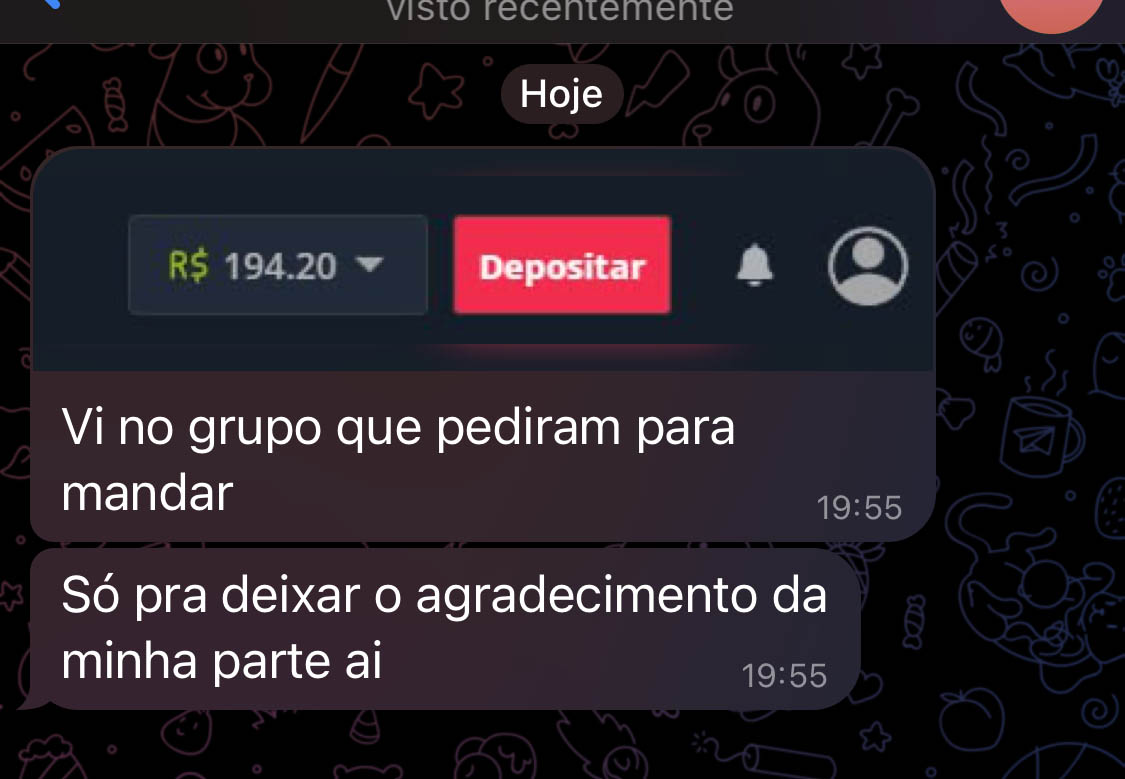 visto recentemente
Hoje
R$ 194.20
Depositar
Vi no grupo que pediram para
mandar
19:55
Só pra deixar o agradecimento da
minha parte ai
19:55